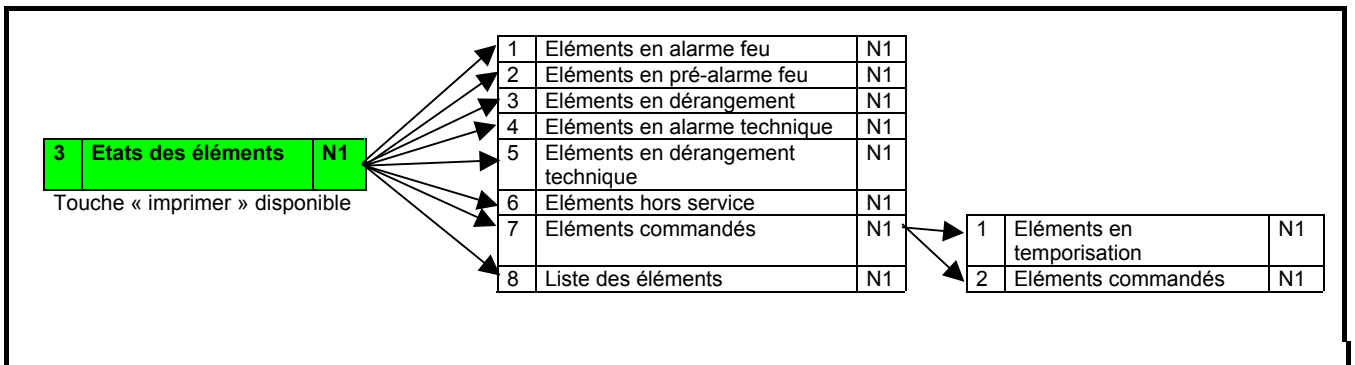 1 Eléments en alarme feu N1
2 Eléments en pré-alarme feu N1
3 Eléments en dérangement N1
4 Eléments en alarme technique N1
3 Etats des éléments N1
5 Eléments en dérangement N1
technique
Touche « imprimer » disponible
6 Eléments hors service N1
7 Eléments commandés N1
8 Liste des éléments N1
1 Eléments en N1
temporisation
2 Eléments commandés N1